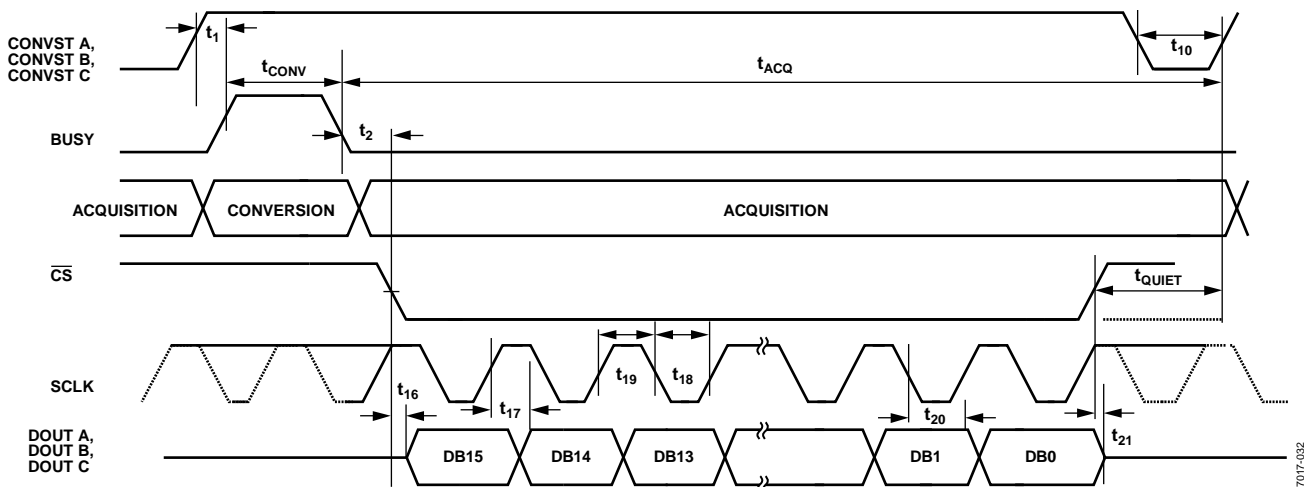 CONVST A,
CONVST B,
CONVST C
t1
t10
tCONV
tACQ
BUSY
t2
ACQUISITION
CONVERSION
ACQUISITION
CS
tQUIET
SCLK
t16
t17
t19
t18
t20
t21
DOUT A,
DOUT B,
DOUT C
DB15
DB14
DB13
DB1
DB0
7017-032